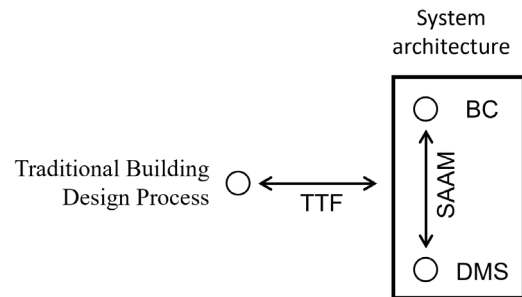 System
architecture
BC
Traditional Building
Design Process
TTF
SAAM
DMS